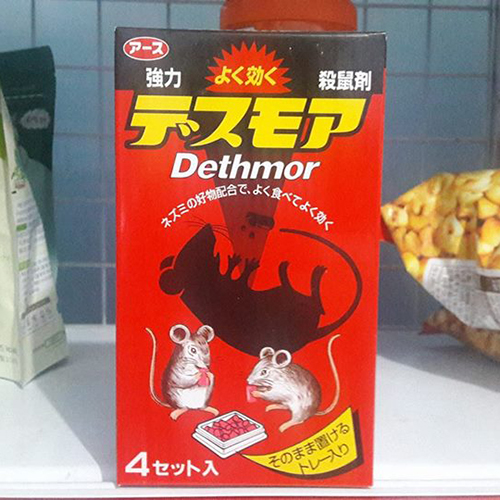 アース
強力
よく効く
殺鼠剤
デスモア
Dethmor
ネズミの好物配合で、よく食べてよく効く
4セット入
そのまま置ける
トレー入り